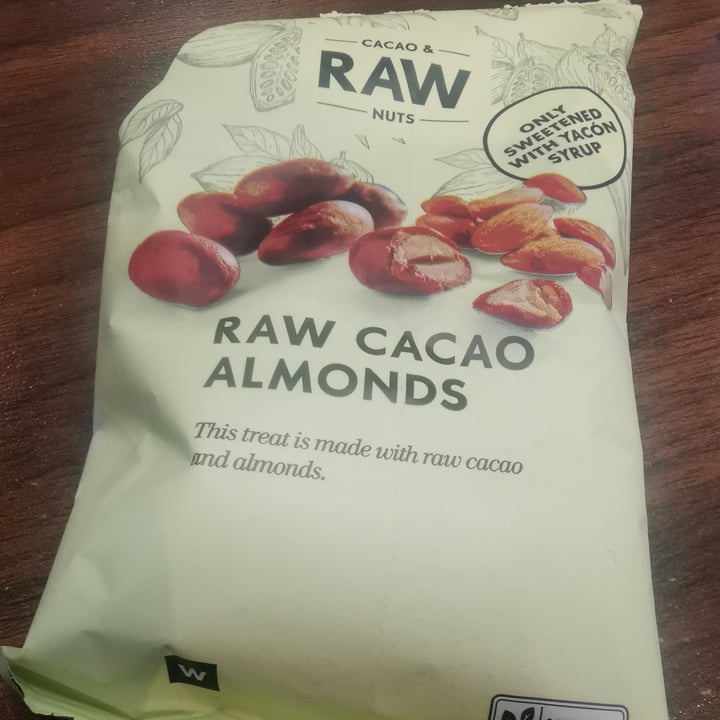 CACAO &
RAW
NUTS
ONLY
SWEETENED
WITH YACÓN
SYRUP
RAW CACAO
ALMONDS
This treat is made with raw cacao
and almonds.
W